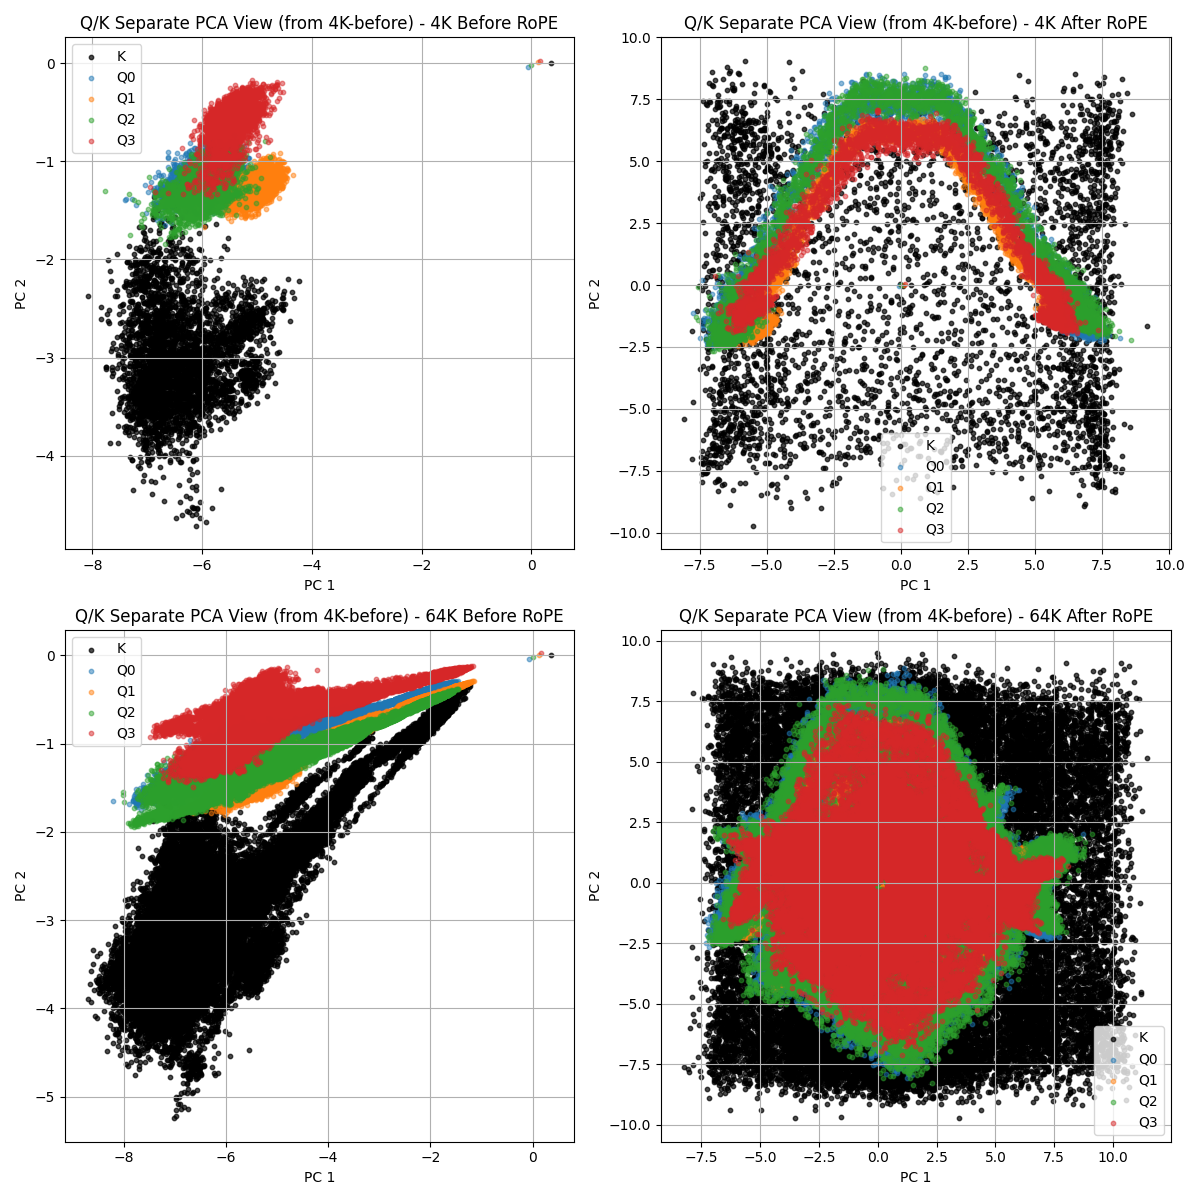 Q/K Separate PCA View (from 4K-before) - 4K Before RoPE
K
Q0
Q1
Q2
Q3
0
−1
−2
−3
−4
PC 2
−8
−6
−4
−2
0
PC 1
Q/K Separate PCA View (from 4K-before) - 4K After RoPE
10.0
7.5
5.0
2.5
0.0
−2.5
−5.0
−7.5
−10.0
PC 2
K
Q0
Q1
Q2
Q3
−7.5
−5.0
−2.5
0.0
2.5
5.0
7.5
10.0
PC 1
Q/K Separate PCA View (from 4K-before) - 64K Before RoPE
K
Q0
Q1
Q2
Q3
0
−1
−2
−3
−4
−5
PC 2
−8
−6
−4
−2
0
PC 1
Q/K Separate PCA View (from 4K-before) - 64K After RoPE
10.0
7.5
5.0
2.5
0.0
−2.5
−5.0
−7.5
−10.0
PC 2
K
Q0
Q1
Q2
Q3
−7.5
−5.0
−2.5
0.0
2.5
5.0
7.5
10.0
PC 1